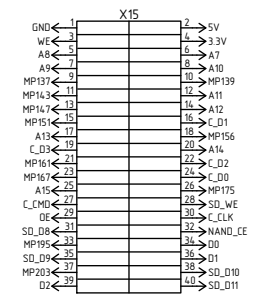 X15
GND 1 2 5V
WE 3 4 3.3V
A8 5 6 A7
A9 7 8 A10
MP137 9 10 MP139
MP143 11 12 A11
MP147 13 14 A12
MP151 15 16 C_D1
A13 17 18 MP156
C_D3 19 20 A14
MP161 21 22 C_D2
MP167 23 24 C_D0
A15 25 26 MP175
C_CMD 27 28 SD_WE
OE 29 30 C_CLK
SD_D8 31 32 NAND_CE
MP195 33 34 D0
SD_D9 35 36 D1
MP203 37 38 SD_D10
D2 39 40 SD_D11